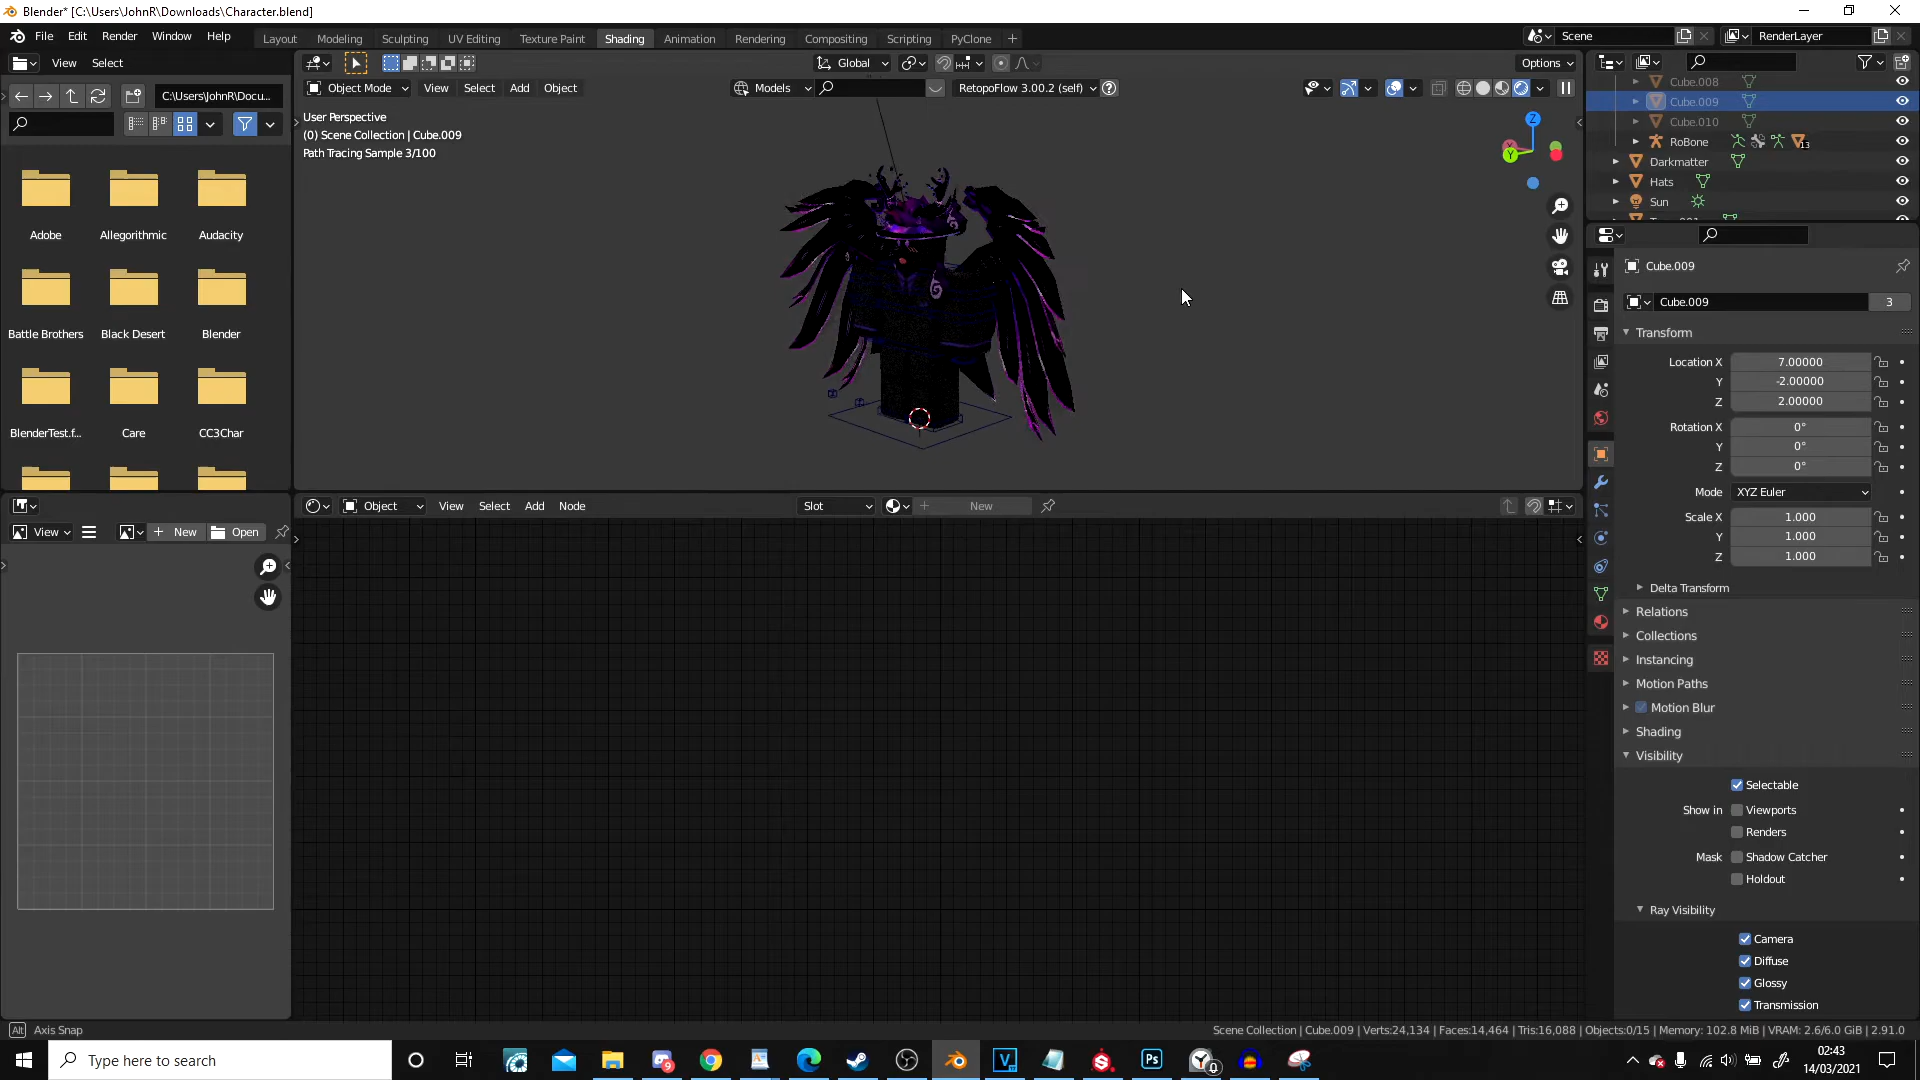 Blender* [C:\Users\JohnR\Downloads\Character.blend]
File Edit Render Window Help
Layout Modeling Sculpting UV Editing Texture Paint Shading Animation Rendering Compositing Scripting PyClone
Scene
RenderLayer
View Select
Global
Options
C:\Users\JohnR\Docu...
Object Mode View Select Add Object
Models
RetopoFlow 3.00.2 (self)
User Perspective
(0) Scene Collection | Cube.009
Path Tracing Sample 3/100
Z
Y
Adobe Allegorithmic Audacity
Battle Brothers Black Desert Blender
BlenderTest.f... Care CC3Char
Cube.008
Cube.009
Cube.010
RoBone
13
Darkmatter
Hats
Sun
Cube.009
Cube.009 3
Transform
Location X 7.00000
Y -2.00000
Z 2.00000
Rotation X 0°
Y 0°
Z 0°
Mode XYZ Euler
Scale X 1.000
Y 1.000
Z 1.000
Delta Transform
Relations
Collections
Instancing
Motion Paths
Motion Blur
Shading
Visibility
Selectable
Show in Viewports
Renders
Mask Shadow Catcher
Holdout
Ray Visibility
Camera
Diffuse
Glossy
Transmission
View New Open
Object View Select Add Node
Slot
New
Alt Axis Snap
Scene Collection | Cube.009 | Verts:24,134 | Faces:14,464 | Tris:16,088 | Objects:0/15 | Memory: 102.8 MiB | VRAM: 2.6/6.0 GiB | 2.91.0
Type here to search
9
V
S
Ps
0
02:43
14/03/2021